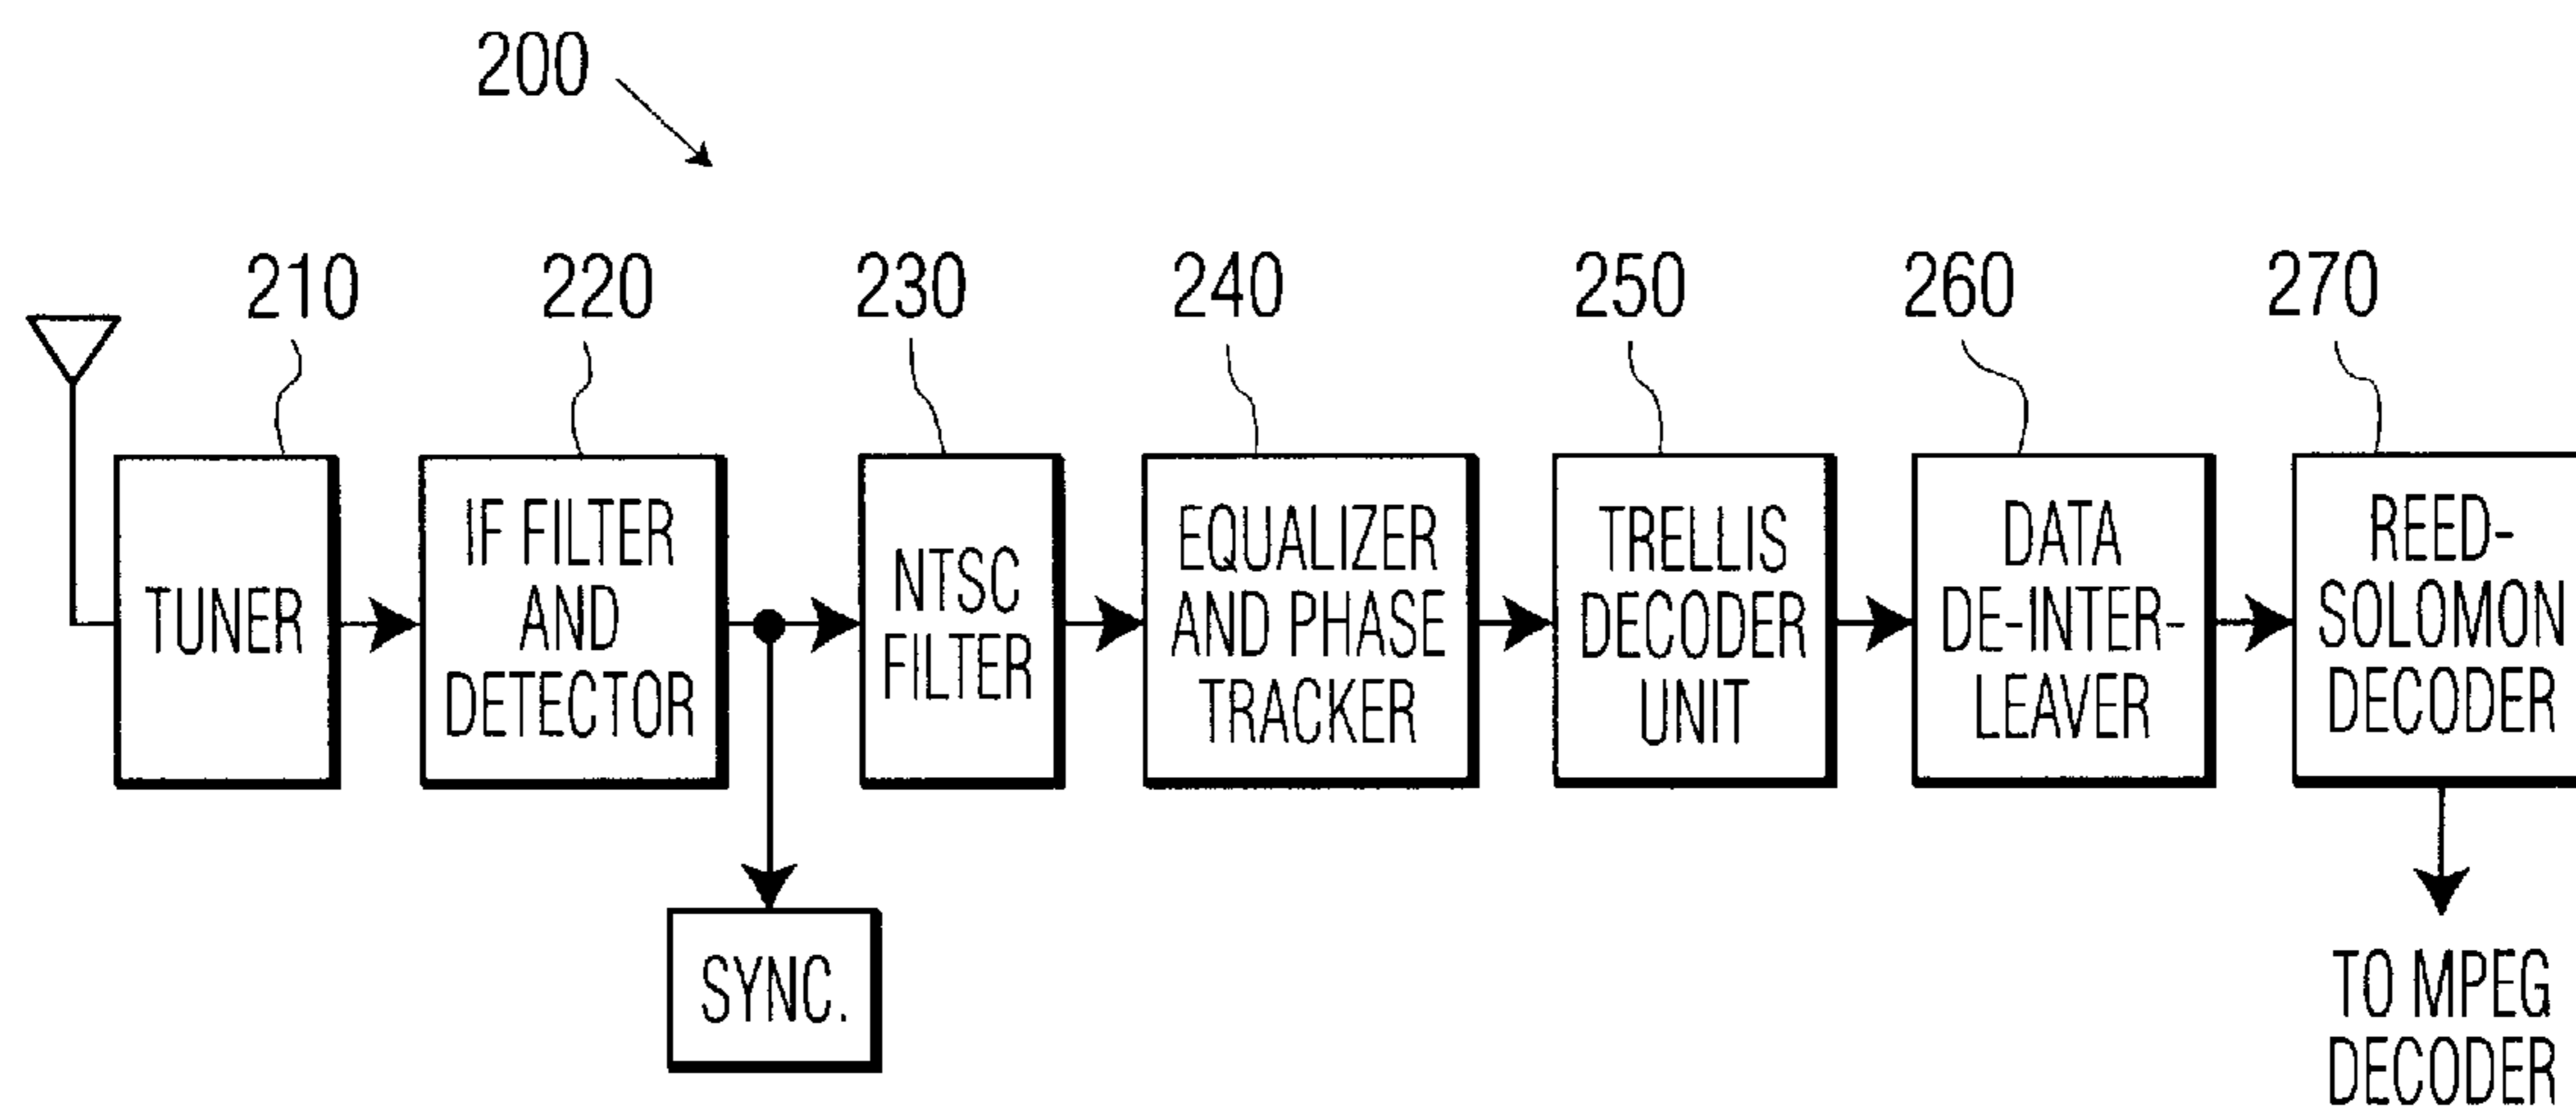 200
210
220
230
240
250
260
270
TUNER
IF FILTER
AND
DETECTOR
NTSC
FILTER
EQUALIZER
AND PHASE
TRACKER
TRELLIS
DECODER
UNIT
DATA
DE-INTER-
LEAVER
REED-
SOLOMON
DECODER
SYNC.
TO MPEG
DECODER